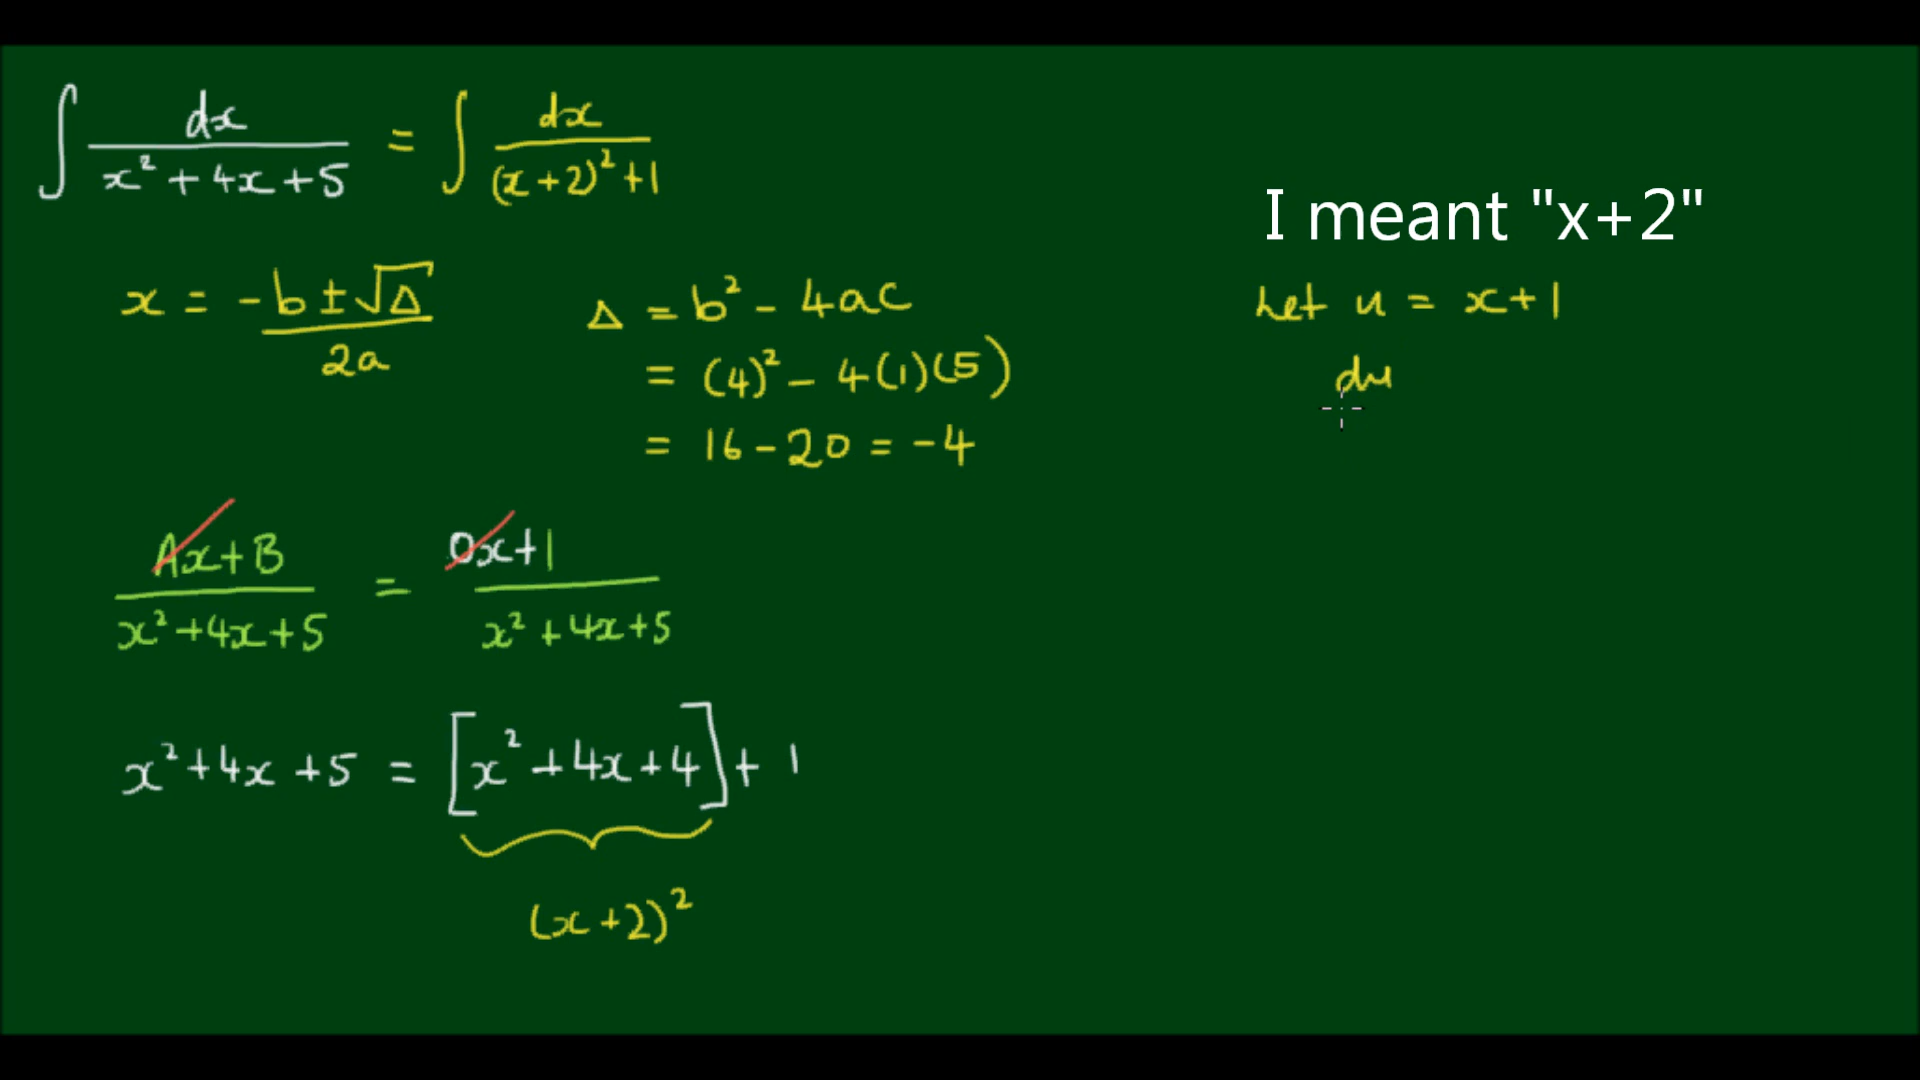 ∫ dx / (x² + 4x + 5) = ∫ dx / ((x + 2)² + 1)
I meant "x+2"
x = (-b ± √Δ) / 2a
Δ = b² - 4ac
= (4)² - 4(1)(5)
= 16 - 20 = -4
Let u = x + 1
du
(Ax + B) / (x² + 4x + 5) = (0x + 1) / (x² + 4x + 5)
x² + 4x + 5 = [x² + 4x + 4] + 1
(x + 2)²